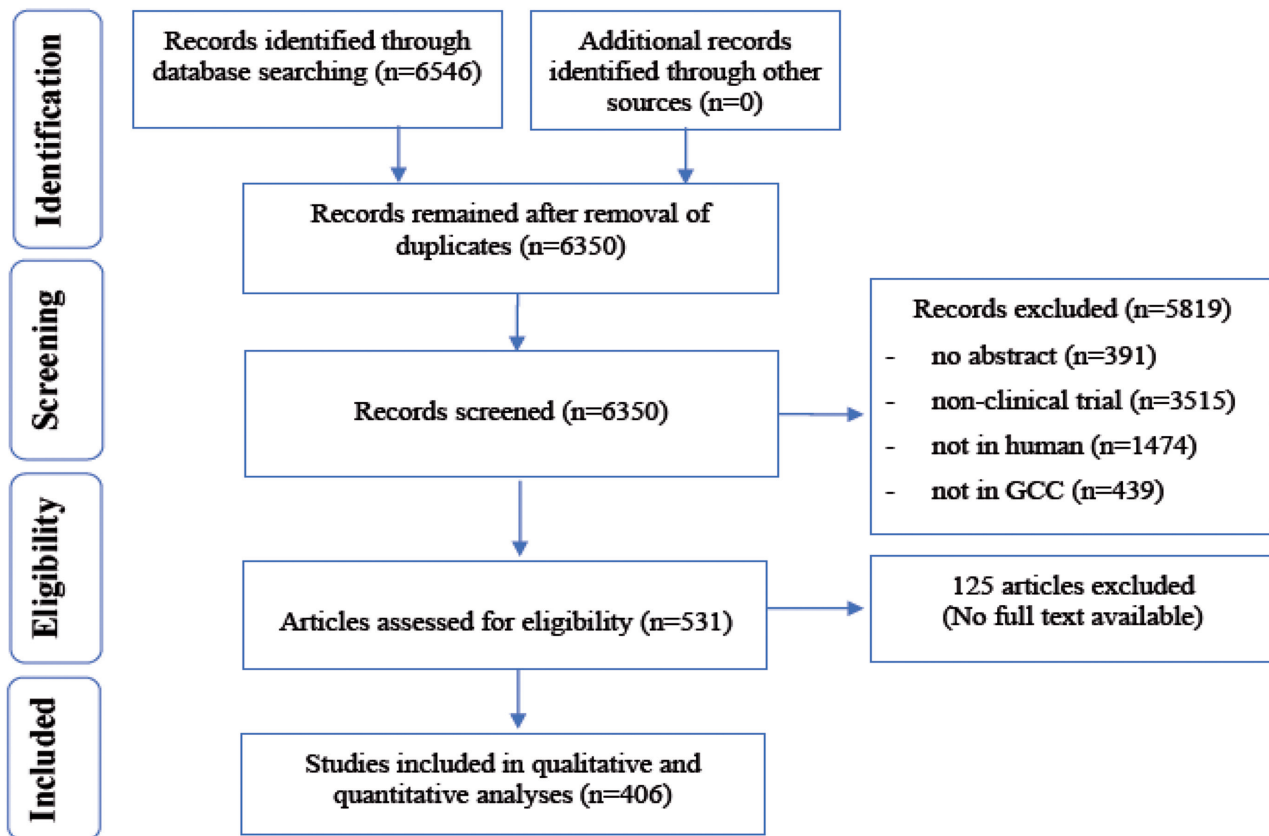 Identification
Records identified through
database searching (n=6546)
Additional records
identified through other
sources (n=0)
Records remained after removal of
duplicates (n=6350)
Screening
Records screened (n=6350)
Records excluded (n=5819)
- no abstract (n=391)
- non-clinical trial (n=3515)
- not in human (n=1474)
- not in GCC (n=439)
Eligibility
Articles assessed for eligibility (n=531)
125 articles excluded
(No full text available)
Included
Studies included in qualitative and
quantitative analyses (n=406)